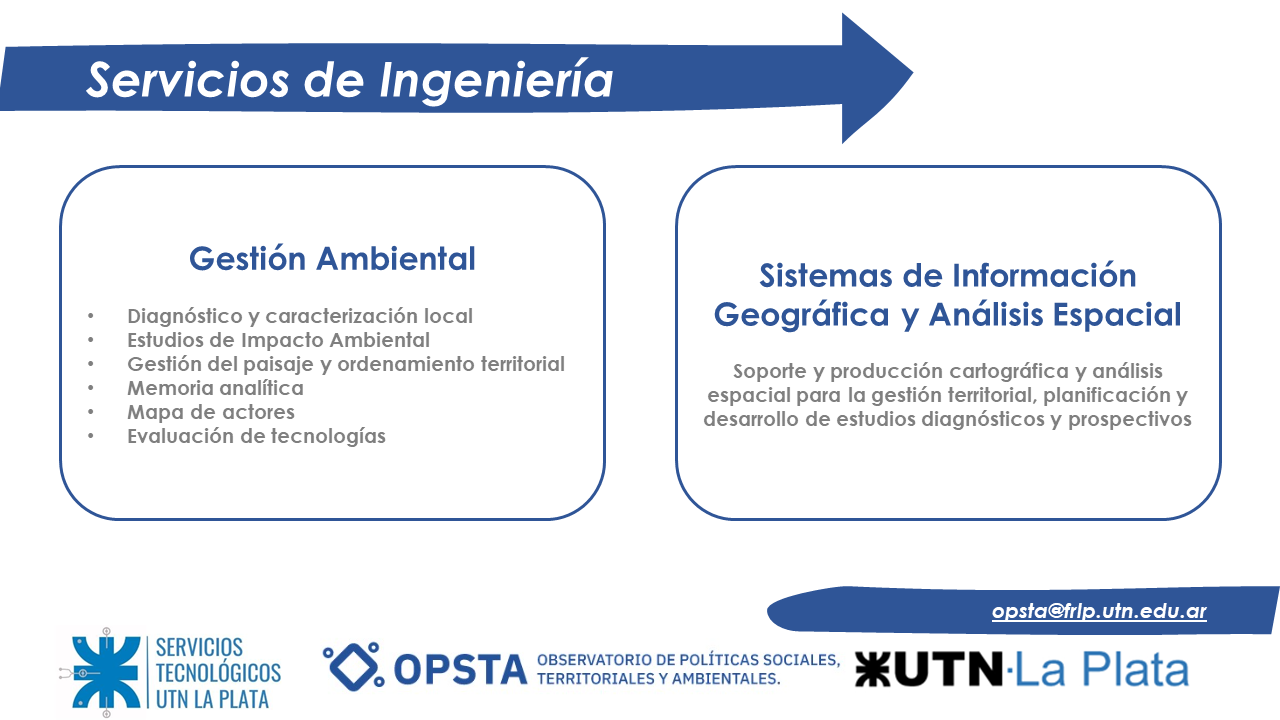 Servicios de Ingeniería
Gestión Ambiental
• Diagnóstico y caracterización local
• Estudios de Impacto Ambiental
• Gestión del paisaje y ordenamiento territorial
• Memoria analítica
• Mapa de actores
• Evaluación de tecnologías
Sistemas de Información
Geográfica y Análisis Espacial
Soporte y producción cartográfica y análisis
espacial para la gestión territorial, planificación y
desarrollo de estudios diagnósticos y prospectivos
opsta@frlp.utn.edu.ar
SERVICIOS
TECNOLÓGICOS
UTN LA PLATA
OPSTA
OBSERVATORIO DE POLÍTICAS SOCIALES,
TERRITORIALES Y AMBIENTALES.
UTN·La Plata